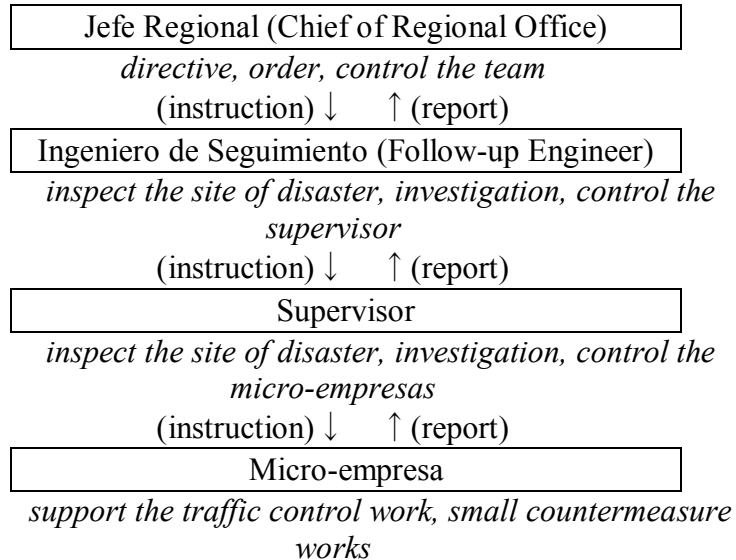 Jefe Regional (Chief of Regional Office)
directive, order, control the team
(instruction) ↓ ↑ (report)
Ingeniero de Seguimiento (Follow-up Engineer)
inspect the site of disaster, investigation, control the
supervisor
(instruction) ↓ ↑ (report)
Supervisor
inspect the site of disaster, investigation, control the
micro-empresas
(instruction) ↓ ↑ (report)
Micro-empresa
support the traffic control work, small countermeasure
works